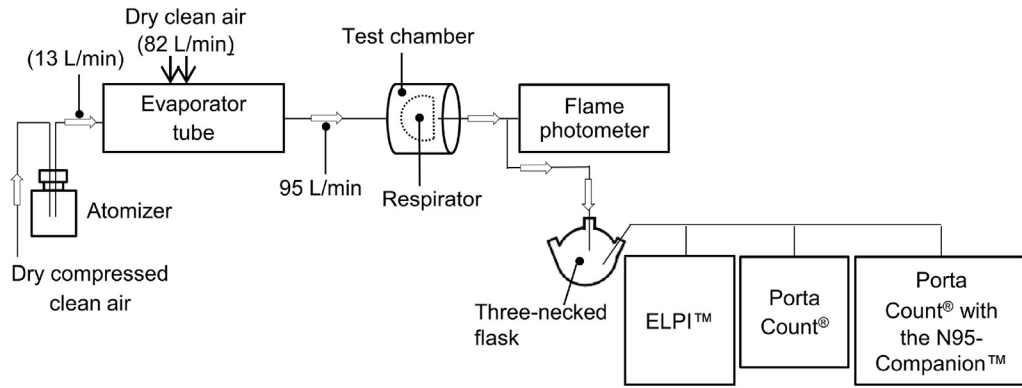 Dry clean air
(82 L/min)
(13 L/min)
Test chamber
Evaporator
tube
Flame
photometer
95 L/min
Respirator
Atomizer
Dry compressed
clean air
Three-necked
flask
ELPI™
Porta
Count®
Porta
Count® with
the N95-
Companion™